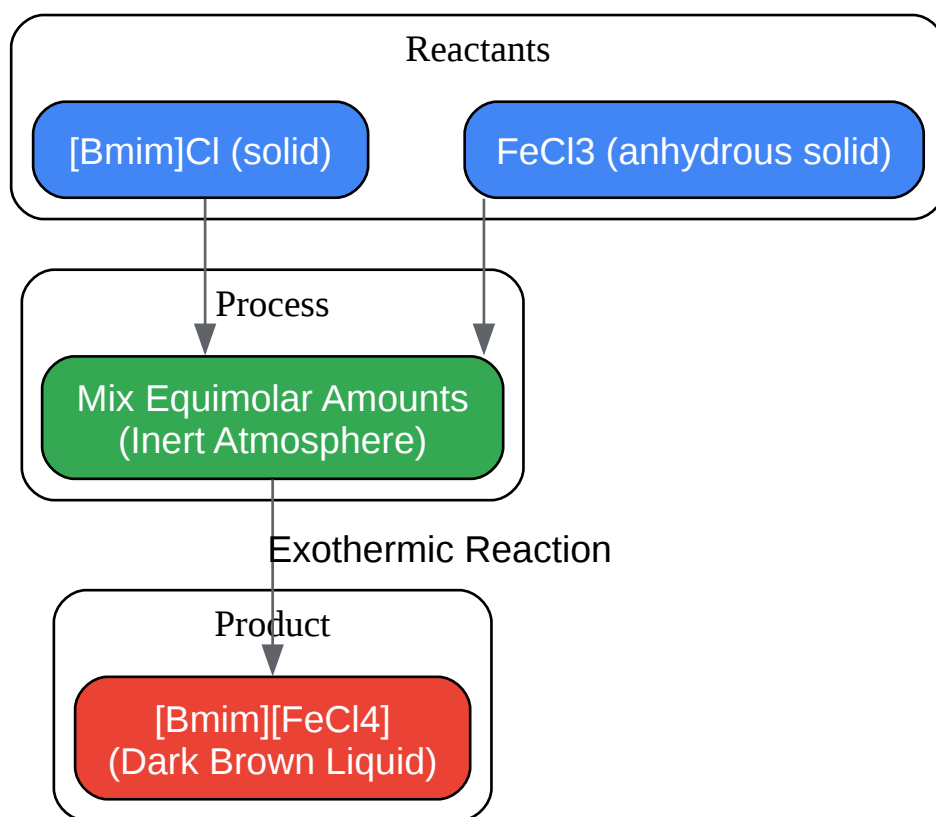 Reactants
[Bmim]Cl (solid)
FeCl3 (anhydrous solid)
Process
Mix Equimolar Amounts
(Inert Atmosphere)
Exothermic Reaction
Product
[Bmim][FeCl4]
(Dark Brown Liquid)